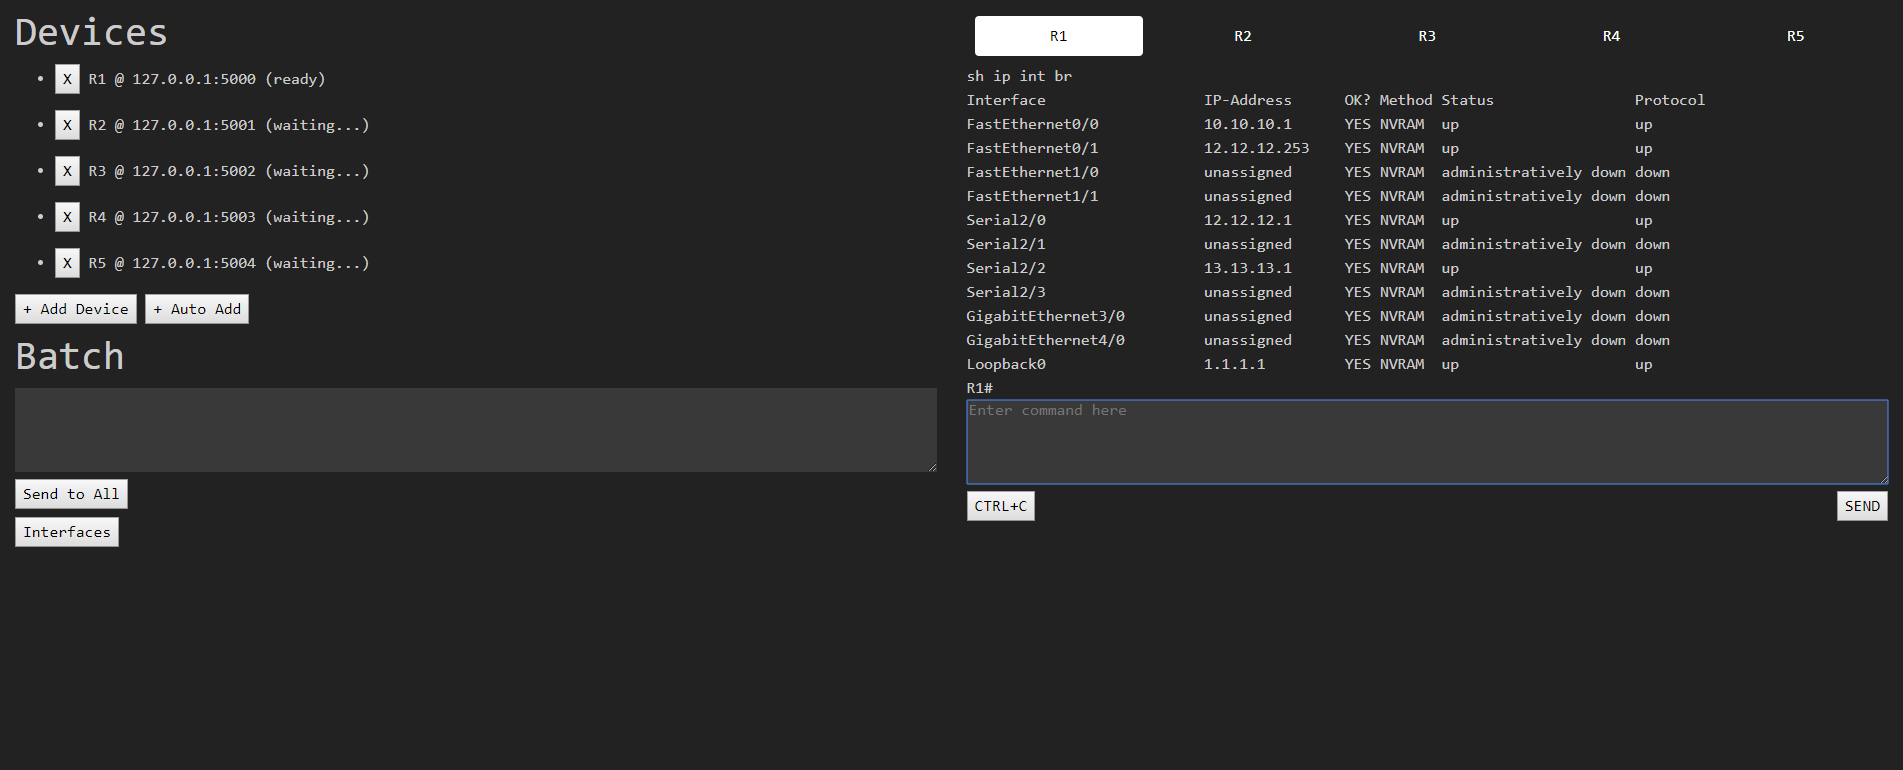 Devices
X R1 @ 127.0.0.1:5000 (ready)
X R2 @ 127.0.0.1:5001 (waiting...)
X R3 @ 127.0.0.1:5002 (waiting...)
X R4 @ 127.0.0.1:5003 (waiting...)
X R5 @ 127.0.0.1:5004 (waiting...)
+ Add Device + Auto Add
Batch
Send to All
Interfaces
R1 R2 R3 R4 R5
sh ip int br
Interface IP-Address OK? Method Status Protocol
FastEthernet0/0 10.10.10.1 YES NVRAM up up
FastEthernet0/1 12.12.12.253 YES NVRAM up up
FastEthernet1/0 unassigned YES NVRAM administratively down down
FastEthernet1/1 unassigned YES NVRAM administratively down down
Serial2/0 12.12.12.1 YES NVRAM up up
Serial2/1 unassigned YES NVRAM administratively down down
Serial2/2 13.13.13.1 YES NVRAM up up
Serial2/3 unassigned YES NVRAM administratively down down
GigabitEthernet3/0 unassigned YES NVRAM administratively down down
GigabitEthernet4/0 unassigned YES NVRAM administratively down down
Loopback0 1.1.1.1 YES NVRAM up up
R1#
Enter command here
CTRL+C SEND